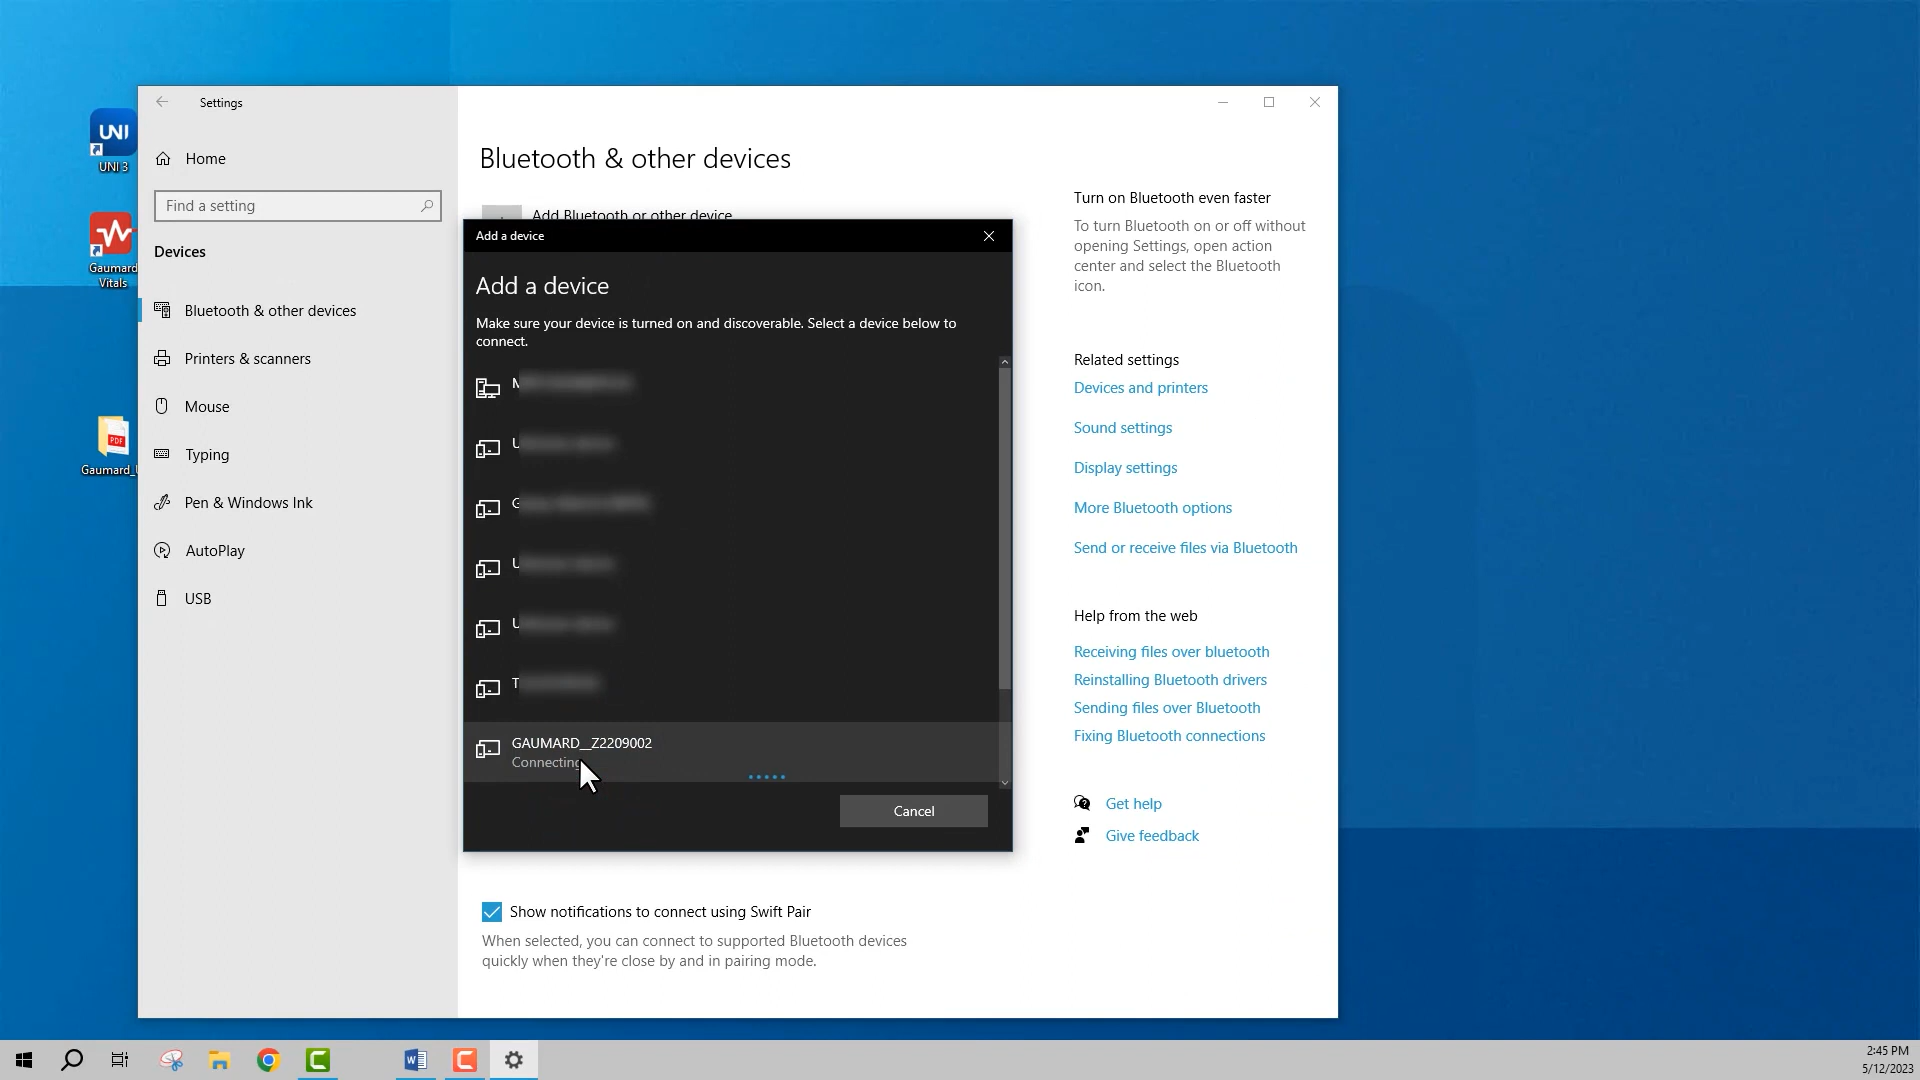 UNI
UNI 3
Gaumard
Vitals
PDF
Gaumard_
Settings
Home
Find a setting
Devices
Bluetooth & other devices
Printers & scanners
Mouse
Typing
Pen & Windows Ink
AutoPlay
USB
Bluetooth & other devices
Add Bluetooth or other device
Add a device
Add a device
Make sure your device is turned on and discoverable. Select a device below to
connect.
GAUMARD__Z2209002
Connecting
Cancel
Show notifications to connect using Swift Pair
When selected, you can connect to supported Bluetooth devices
quickly when they're close by and in pairing mode.
Turn on Bluetooth even faster
To turn Bluetooth on or off without
opening Settings, open action
center and select the Bluetooth
icon.
Related settings
Devices and printers
Sound settings
Display settings
More Bluetooth options
Send or receive files via Bluetooth
Help from the web
Receiving files over bluetooth
Reinstalling Bluetooth drivers
Sending files over Bluetooth
Fixing Bluetooth connections
Get help
Give feedback
2:45 PM
5/12/2023